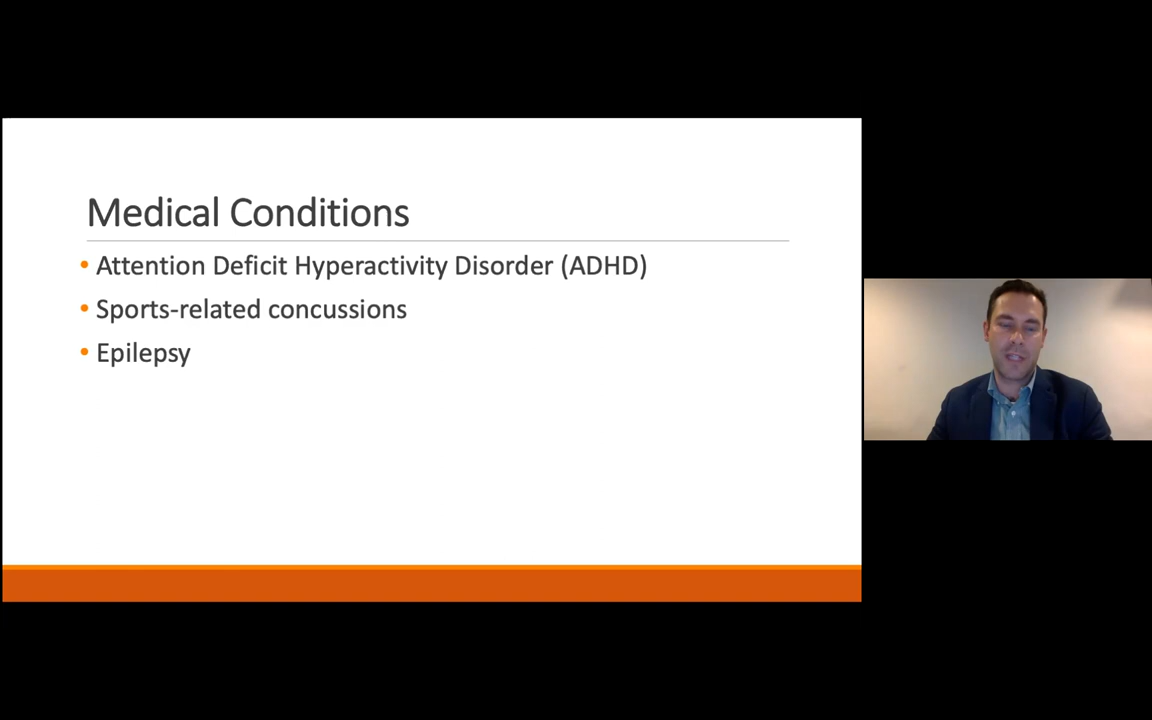 Medical Conditions
• Attention Deficit Hyperactivity Disorder (ADHD)
• Sports-related concussions
• Epilepsy